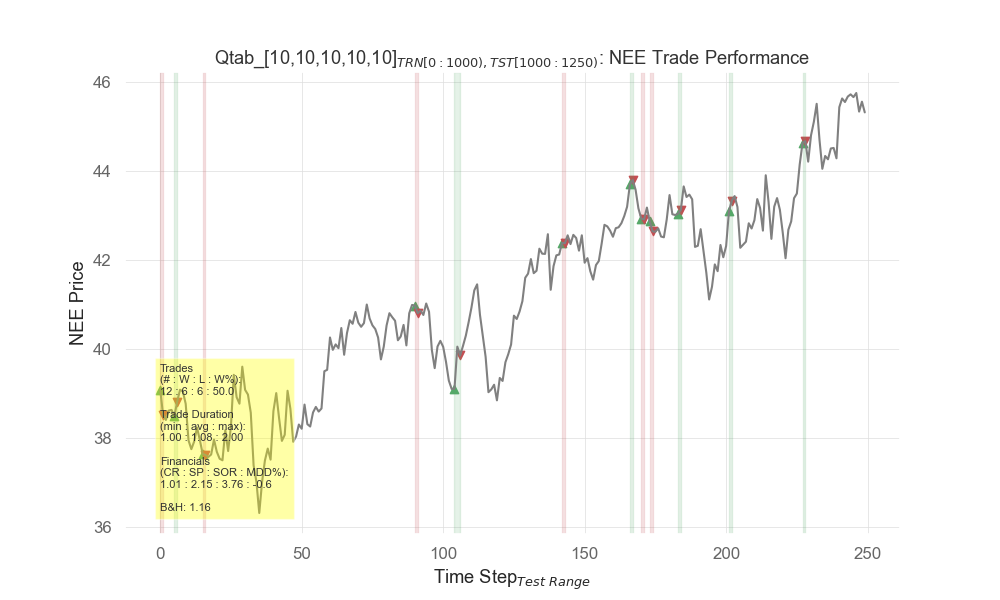 Qtab_[10,10,10,10,10]TRN[0 : 1000), TST[1000 : 1250): NEE Trade Performance
46
44
42
40
38
36
NEE Price
Trades
(# : W : L : W%):
12 : 6 : 6 : 50.0
Trade Duration
(min : avg : max):
1.00 : 1.08 : 2.00
Financials
(CR : SP : SOR : MDD%):
1.01 : 2.15 : 3.76 : -0.6
B&H: 1.16
0 50 100 150 200 250
Time StepTest Range